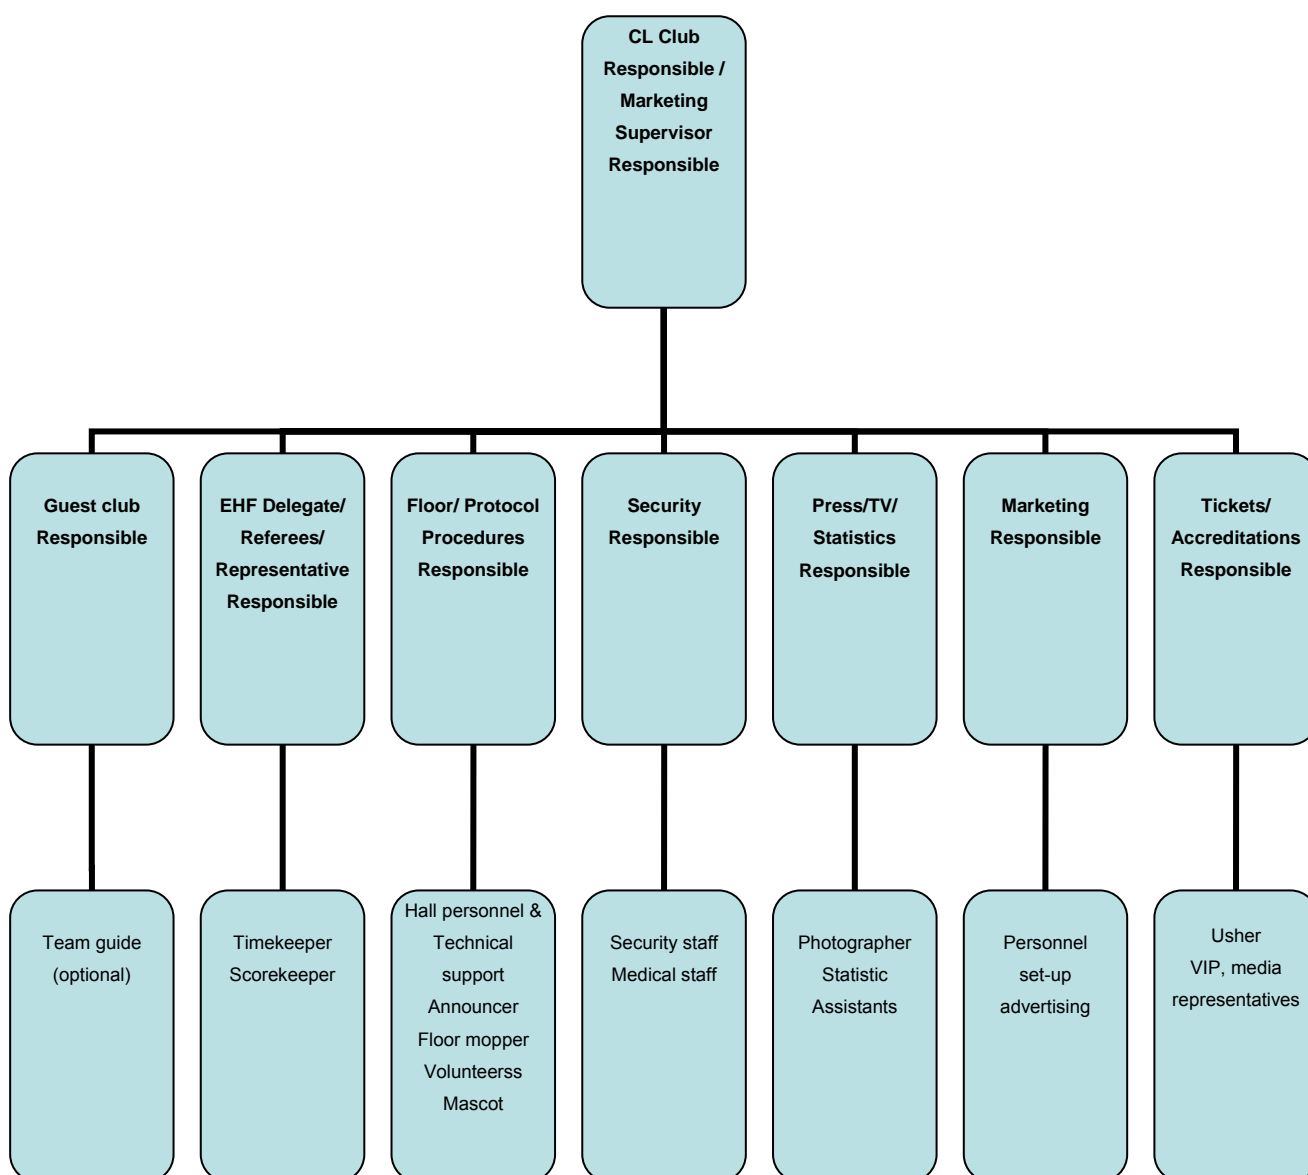 CL Club
Responsible /
Marketing
Supervisor
Responsible
Guest club
Responsible
EHF Delegate/
Referees/
Representative
Responsible
Floor/ Protocol
Procedures
Responsible
Security
Responsible
Press/TV/
Statistics
Responsible
Marketing
Responsible
Tickets/
Accreditations
Responsible
Team guide
(optional)
Timekeeper
Scorekeeper
Hall personnel &
Technical
support
Announcer
Floor mopper
Volunteerss
Mascot
Security staff
Medical staff
Photographer
Statistic
Assistants
Personnel
set-up
advertising
Usher
VIP, media
representatives